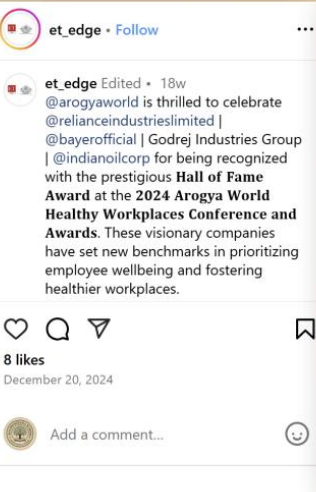 et_edge • Follow
et_edge Edited • 18w
@arogyaworld is thrilled to celebrate
@relianceindustrieslimited |
@bayerofficial | Godrej Industries Group
| @indianoilcorp for being recognized
with the prestigious Hall of Fame
Award at the 2024 Arogya World
Healthy Workplaces Conference and
Awards. These visionary companies
have set new benchmarks in prioritizing
employee wellbeing and fostering
healthier workplaces.
8 likes
December 20, 2024
Add a comment...